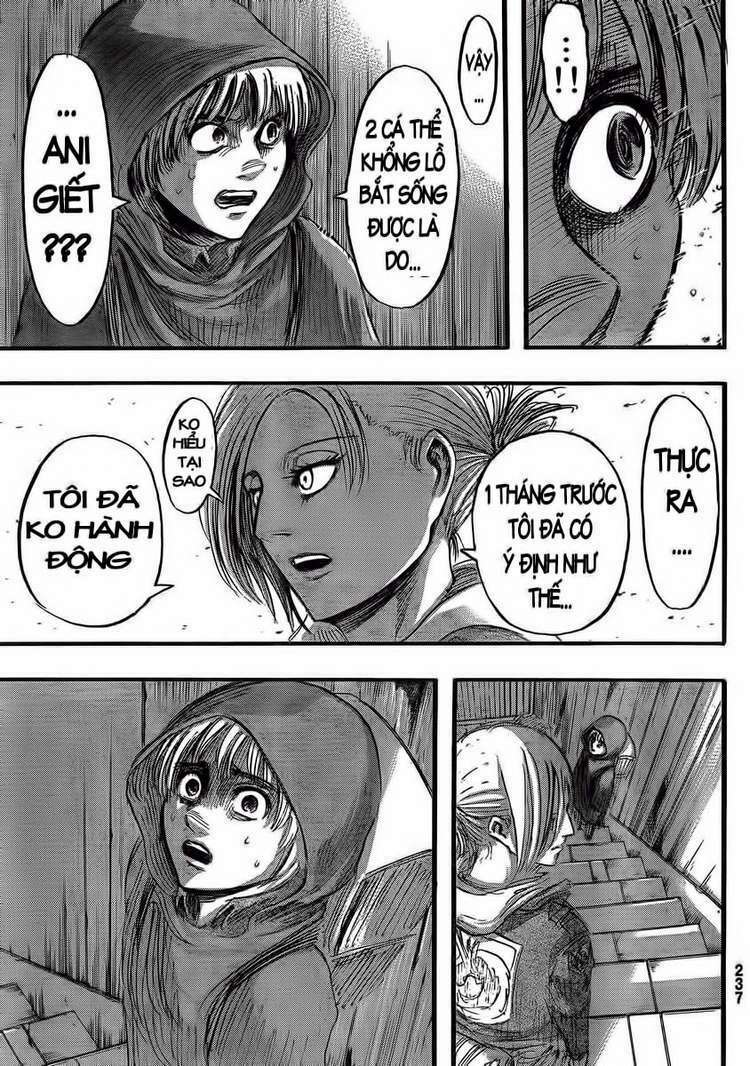 ...!!
VẬY
...
2 CÁ THỂ
KHỔNG LỒ
BẮT SỐNG
ĐƯỢC LÀ
DO...
...
ANI
GIẾT
???
THỰC
RA
....
1 THÁNG TRƯỚC
TÔI ĐÃ CÓ
Ý ĐỊNH NHƯ
THẾ...
KO
HIỂU
TẠI
SAO
TÔI ĐÃ
KO HÀNH
ĐỘNG
237